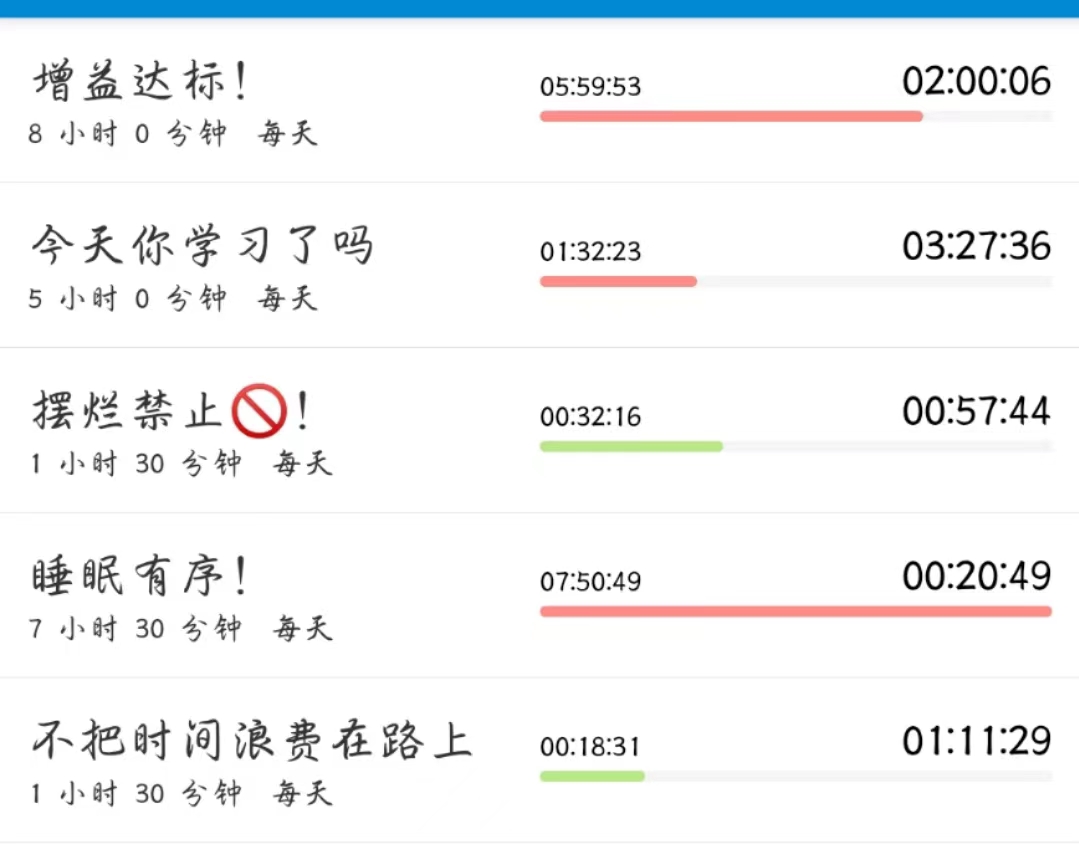 增益达标!
05:59:53
02:00:06
8 小时 0 分钟 每天
今天你学习了吗
01:32:23
03:27:36
5 小时 0 分钟 每天
摆烂禁止🚫!
00:32:16
00:57:44
1 小时 30 分钟 每天
睡眠有序!
07:50:49
00:20:49
7 小时 30 分钟 每天
不把时间浪费在路上
00:18:31
01:11:29
1 小时 30 分钟 每天